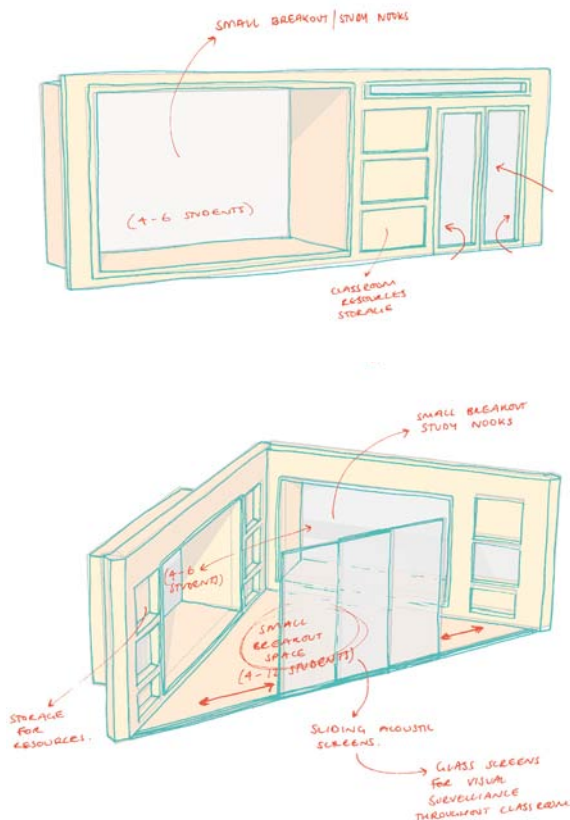 SMALL BREAKOUT/STUDY NOOKS
(4-6 STUDENTS)
CLASSROOM
RESOURCES
STORAGE
SMALL BREAKOUT
STUDY NOOKS
(4-6
STUDENTS)
SMALL
BREAKOUT
SPACE
(4-12 STUDENTS)
STORAGE
FOR
RESOURCES.
SLIDING ACOUSTIC
SCREENS.
GLASS SCREENS
FOR VISUAL
SURVEILLANCE
THROUGHOUT CLASSROOM